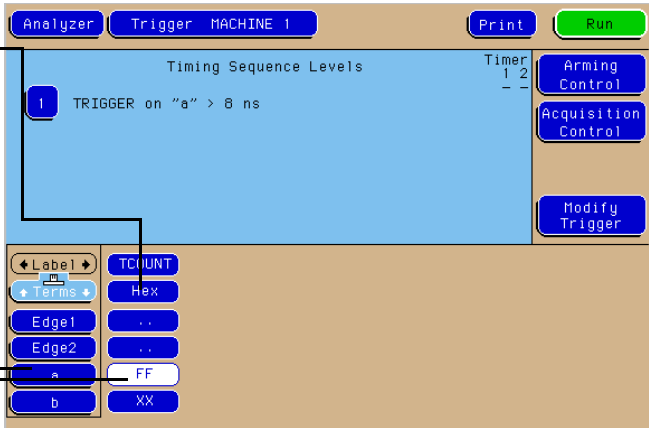 Analyzer Trigger MACHINE 1 Print Run
Timing Sequence Levels
Timer
1 2
- -
1 TRIGGER on "a" > 8 ns
Arming
Control
Acquisition
Control
Modify
Trigger
Label TCOUNT
Terms Hex
Edge1 ..
Edge2 ..
a FF
b XX